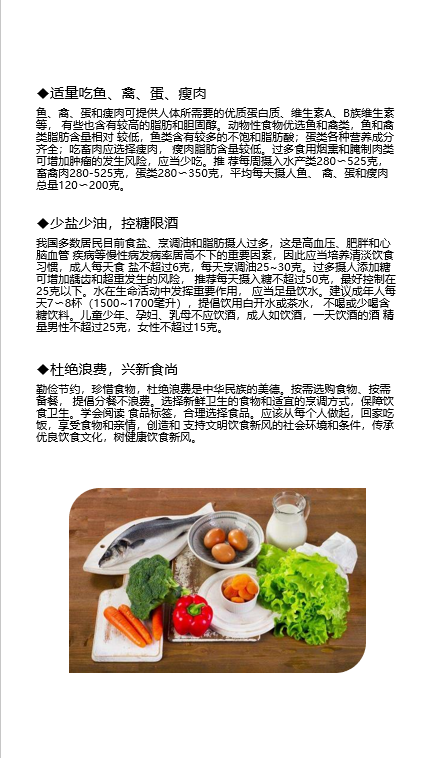 ◆适量吃鱼、禽、蛋、瘦肉
鱼、禽、蛋和瘦肉可提供人体所需要的优质蛋白质、维生素A、B族维生素
等， 有些也含有较高的脂肪和胆固醇。动物性食物优选鱼和禽类，鱼和禽
类脂肪含量相对 较低，鱼类含有较多的不饱和脂肪酸；蛋类各种营养成分
齐全；吃畜肉应选择瘦肉， 瘦肉脂肪含量较低。过多食用烟熏和腌制肉类
可增加肿瘤的发生风险，应当少吃。推 荐每周摄入水产类280～525克，
畜禽肉280-525克，蛋类280～350克，平均每天摄人鱼、 禽、蛋和瘦肉
总量120～200克。
◆少盐少油，控糖限酒
我国多数居民目前食盐、烹调油和脂肪摄人过多，这是高血压、肥胖和心
脑血管 疾病等慢性病发病率居高不下的重要因素，因此应当培养清淡饮食
习惯，成人每天食 盐不超过6克，每天烹调油25~30克。过多摄人添加糖
可增加龋齿和超重发生的风险， 推荐每天摄入糖不超过50克，最好控制在
25克以下。水在生命活动中发挥重要作用， 应当足量饮水。建议成年人每
天7～8杯（1500~1700毫升），提倡饮用白开水或茶水， 不喝或少喝含
糖饮料。儿童少年、孕妇、乳母不应饮酒，成人如饮酒，一天饮酒的酒 精
量男性不超过25克，女性不超过15克。
◆杜绝浪费，兴新食尚
勤俭节约，珍惜食物，杜绝浪费是中华民族的美德。按需选购食物、按需
备餐， 提倡分餐不浪费。选择新鲜卫生的食物和适宜的烹调方式，保障饮
食卫生。学会阅读 食品标签，合理选择食品。应该从每个人做起，回家吃
饭，享受食物和亲情，创造和 支持文明饮食新风的社会环境和条件，传承
优良饮食文化，树健康饮食新风。